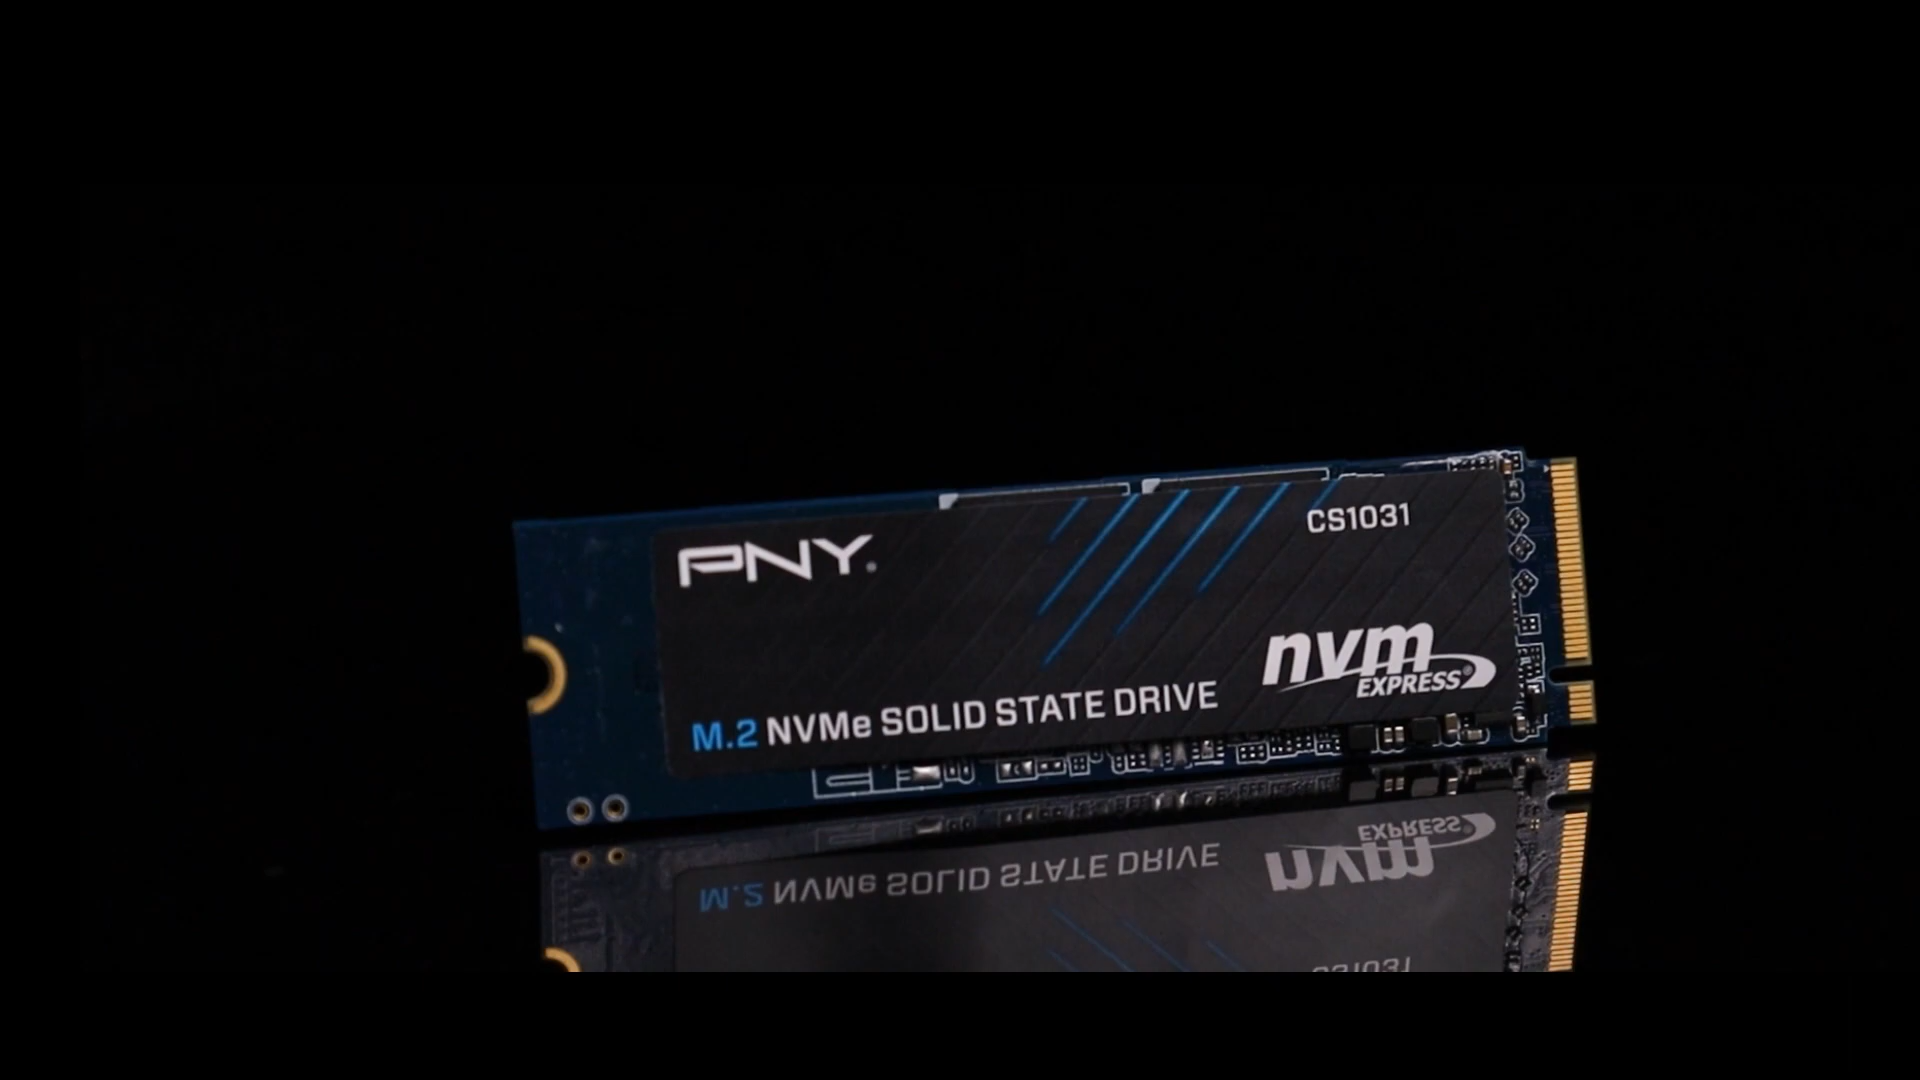 PNY®
CS1031
nvm
EXPRESS®
M.2 NVMe SOLID STATE DRIVE